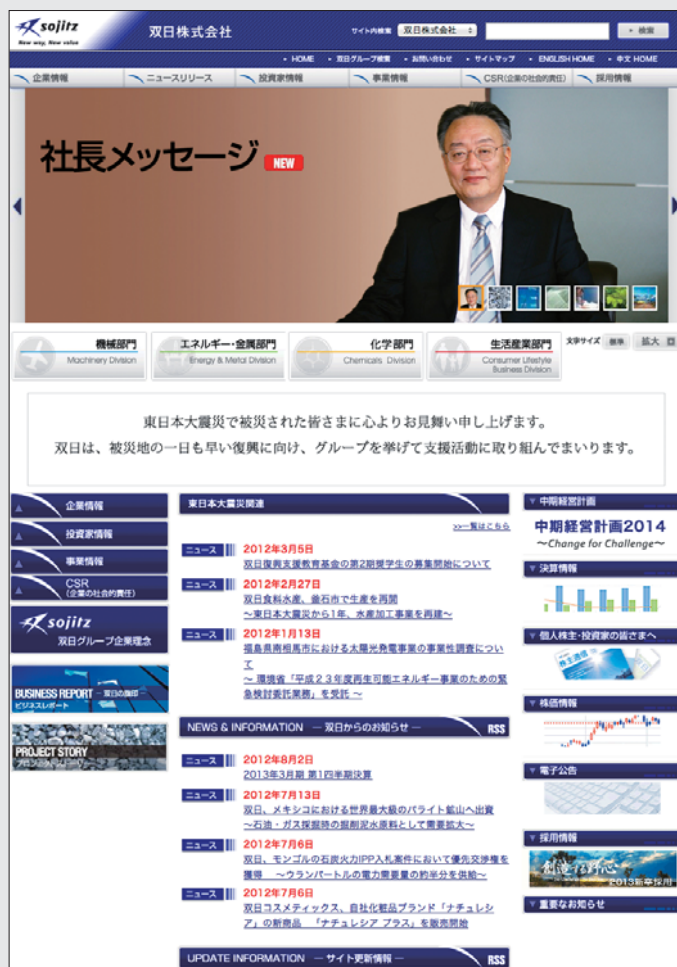 sojitz
New way, New value
双日株式会社
サイト内検索
双日株式会社
検索
HOME
双日グループ検索
お問い合わせ
サイトマップ
ENGLISH HOME
中文 HOME
企業情報
ニュースリリース
投資家情報
事業情報
CSR(企業の社会的責任)
採用情報
社長メッセージ
NEW
機械部門
Machinery Division
エネルギー・金属部門
Energy & Metal Division
化学部門
Chemicals Division
生活産業部門
Consumer Lifestyle
Business Division
文字サイズ
標準
拡大
東日本大震災で被災された皆さまに心よりお見舞い申し上げます。
双日は、被災地の一日も早い復興に向け、グループを挙げて支援活動に取り組んでまいります。
企業情報
投資家情報
事業情報
CSR
(企業の社会的責任)
sojitz
双日グループ企業理念
BUSINESS REPORT － 双日の旗印－
ビジネスレポート
PROJECT STORY
プロジェクトストーリー
東日本大震災関連
>>一覧はこちら
ニュース
2012年3月5日
双日復興支援教育基金の第2期奨学生の募集開始について
ニュース
2012年2月27日
双日食料水産、釜石市で生産を再開
～東日本大震災から1年、水産加工事業を再建～
ニュース
2012年1月13日
福島県南相馬市における太陽光発電事業の事業性調査につい
て
～ 環境省「平成２３年度再生可能エネルギー事業のための緊
急検討委託業務」を受託 ～
NEWS & INFORMATION － 双日からのお知らせ －
RSS
ニュース
2012年8月2日
2013年3月期 第1四半期決算
ニュース
2012年7月13日
双日、メキシコにおける世界最大級のバライト鉱山へ出資
～石油・ガス採掘時の掘削泥水原料として需要拡大～
ニュース
2012年7月6日
双日、モンゴルの石炭火力IPP入札案件において優先交渉権を
獲得 ～ウランバートルの電力需要量の約半分を供給～
ニュース
2012年7月6日
双日コスメティックス、自社化粧品ブランド「ナチュレシ
ア」の新商品 「ナチュレシア プラス」を販売開始
UPDATE INFORMATION － サイト更新情報 －
RSS
中期経営計画
中期経営計画2014
～Change for Challenge～
決算情報
個人株主・投資家の皆さまへ
株主通信
株価情報
電子公告
採用情報
創造する野心
2013新卒採用
重要なお知らせ